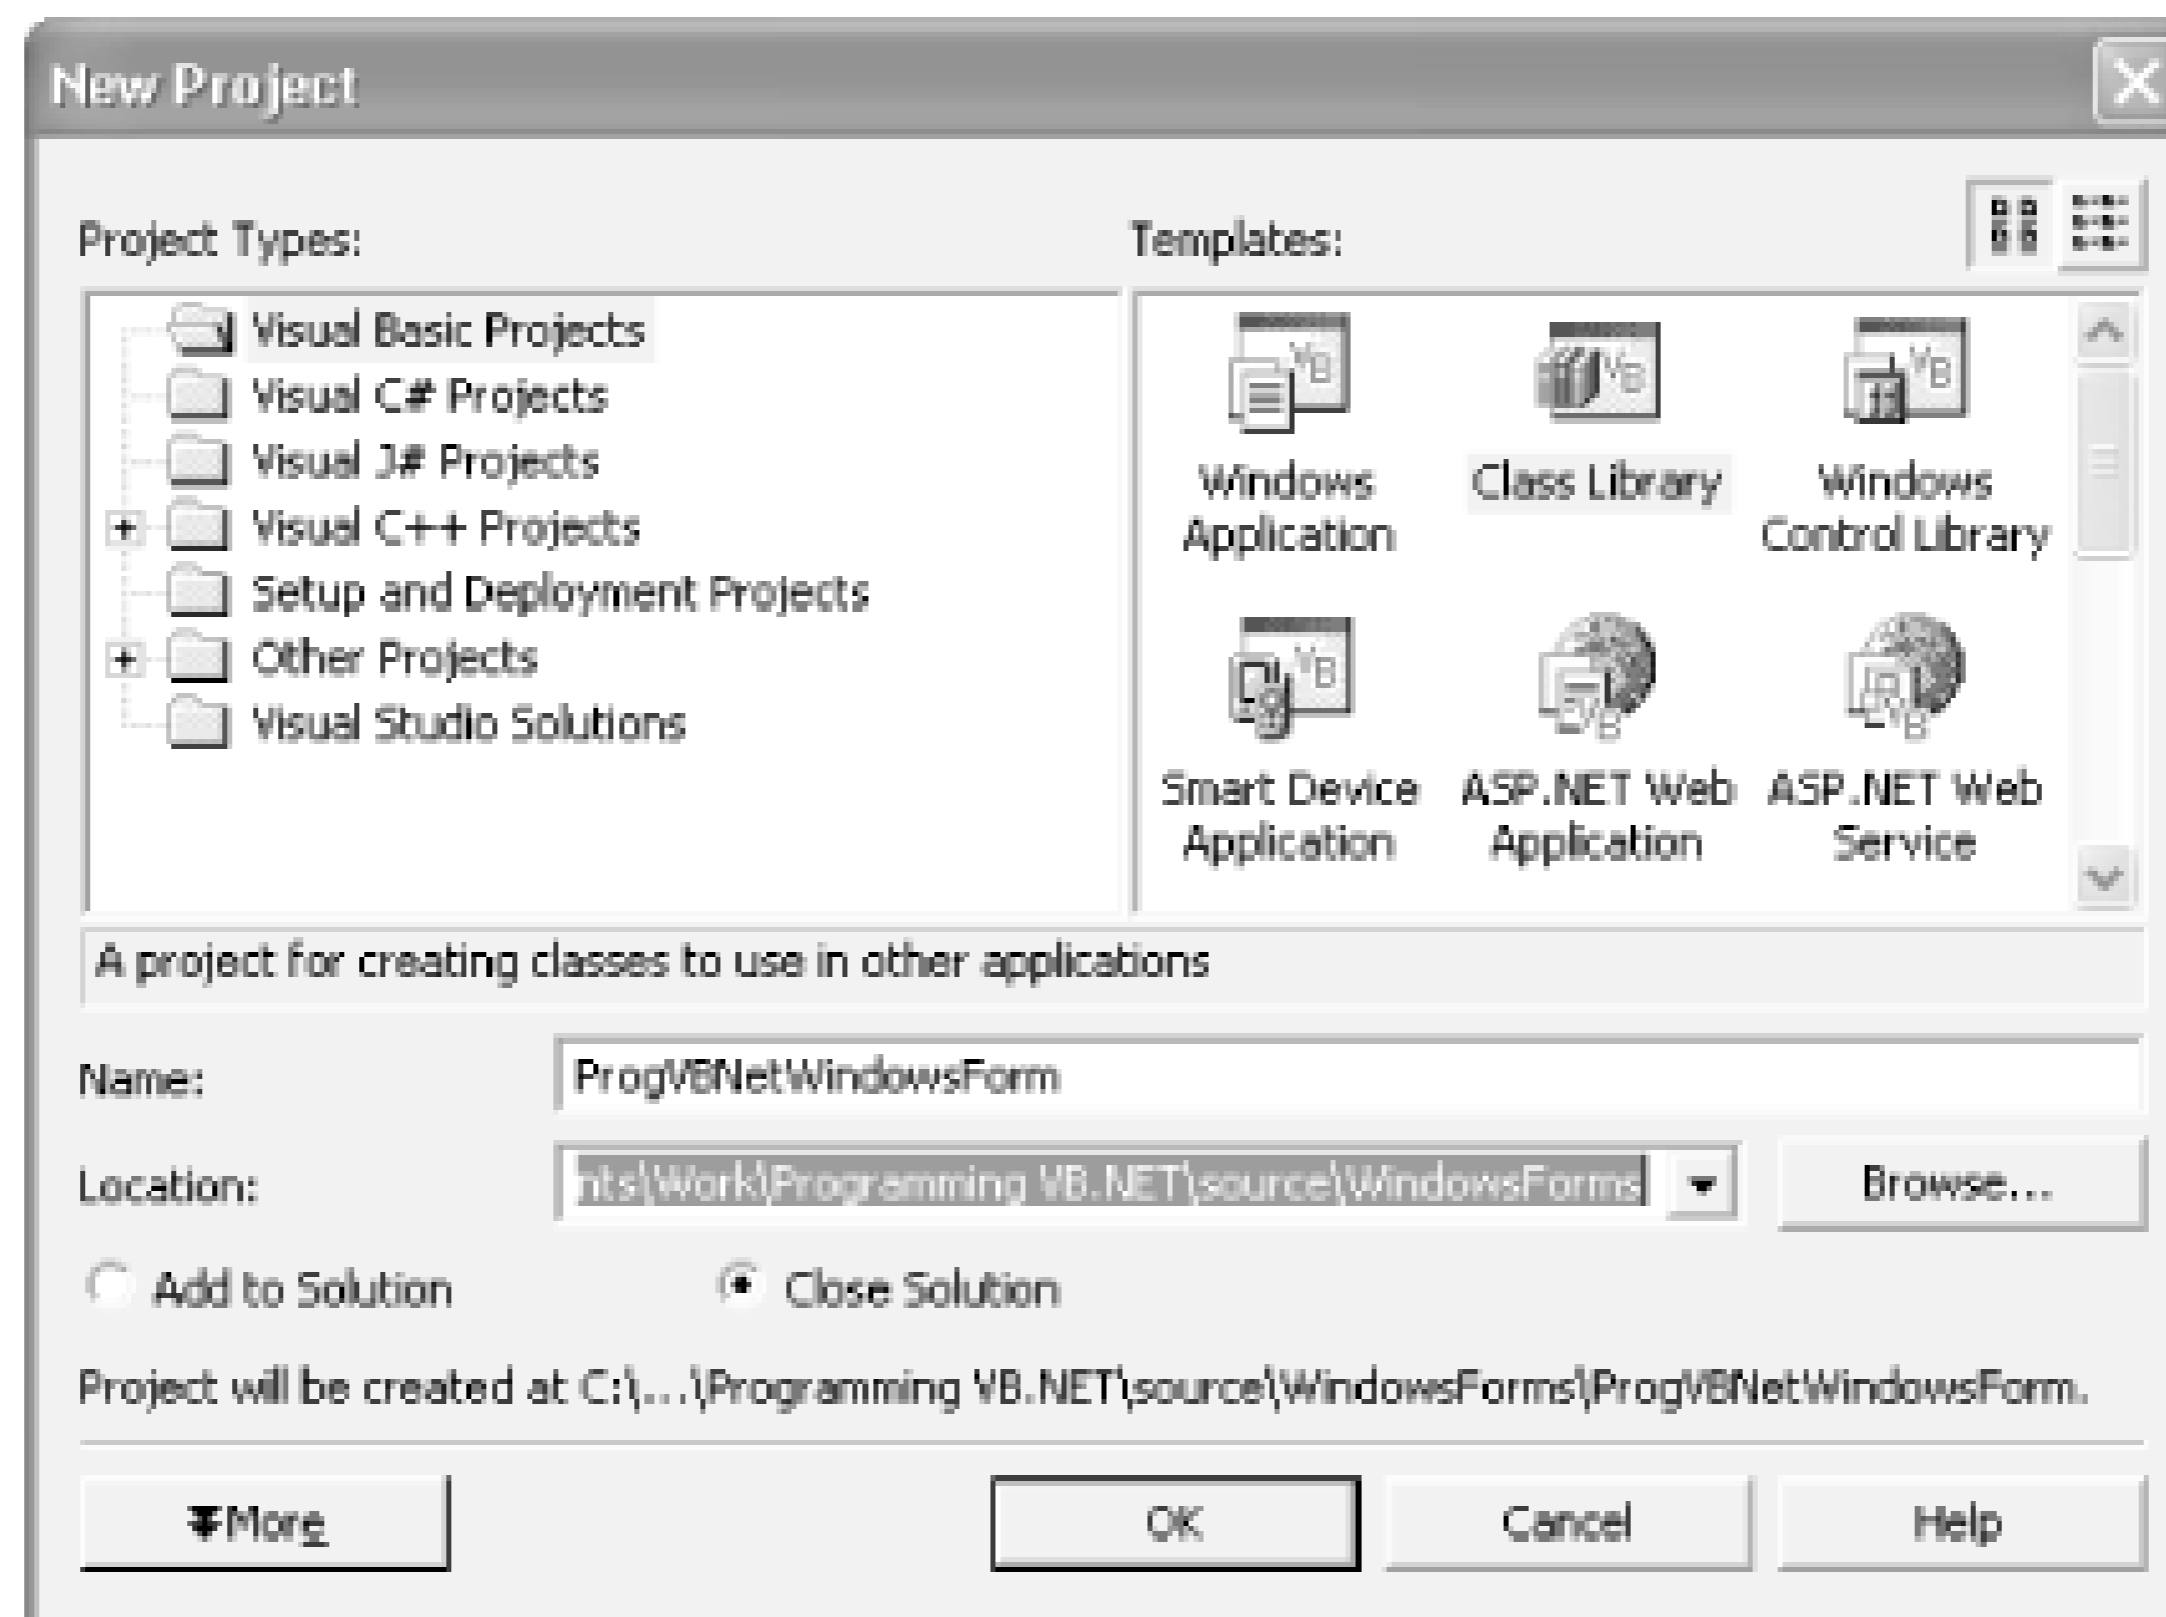 New Project
Project Types:
Templates:
Visual Basic Projects
Visual C# Projects
Visual J# Projects
Visual C++ Projects
Setup and Deployment Projects
Other Projects
Visual Studio Solutions
Windows
Application
Class Library
Windows
Control Library
Smart Device
Application
ASP.NET Web
Application
ASP.NET Web
Service
A project for creating classes to use in other applications
Name:
ProgVBNetWindowsForm
Location:
nts\Work\Programming VB.NET\source\WindowsForms
Browse...
Add to Solution
Close Solution
Project will be created at C:\...\Programming VB.NET\source\WindowsForms\ProgVBNetWindowsForm.
More
OK
Cancel
Help